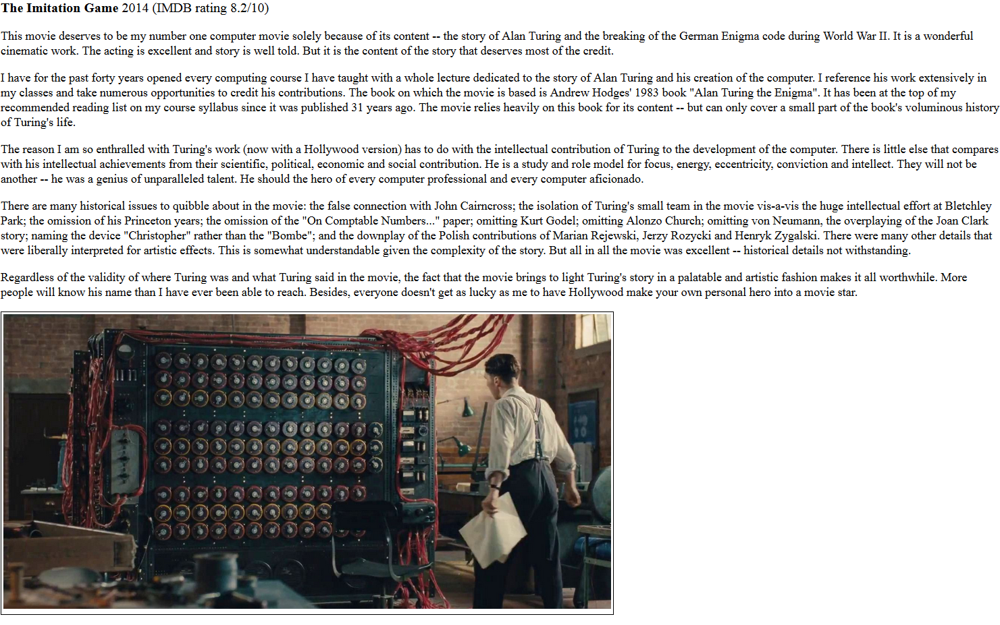 The Imitation Game 2014 (IMDB rating 8.2/10)
This movie deserves to be my number one computer movie solely because of its content -- the story of Alan Turing and the breaking of the German Enigma code during World War II. It is a wonderful
cinematic work. The acting is excellent and story is well told. But it is the content of the story that deserves most of the credit.
I have for the past forty years opened every computing course I have taught with a whole lecture dedicated to the story of Alan Turing and his creation of the computer. I reference his work extensively in
my classes and take numerous opportunities to credit his contributions. The book on which the movie is based is Andrew Hodges' 1983 book "Alan Turing the Enigma". It has been at the top of my
recommended reading list on my course syllabus since it was published 31 years ago. The movie relies heavily on this book for its content -- but can only cover a small part of the book's voluminous history
of Turing's life.
The reason I am so enthralled with Turing's work (now with a Hollywood version) has to do with the intellectual contribution of Turing to the development of the computer. There is little else that compares
with his intellectual achievements from their scientific, political, economic and social contribution. He is a study and role model for focus, energy, eccentricity, conviction and intellect. They will not be
another -- he was a genius of unparalleled talent. He should the hero of every computer professional and every computer aficionado.
There are many historical issues to quibble about in the movie: the false connection with John Cairncross; the isolation of Turing's small team in the movie vis-a-vis the huge intellectual effort at Bletchley
Park; the omission of his Princeton years; the omission of the "On Comptable Numbers..." paper; omitting Kurt Godel; omitting Alonzo Church; omitting von Neumann, the overplaying of the Joan Clark
story; naming the device "Christopher" rather than the "Bombe"; and the downplay of the Polish contributions of Marian Rejewski, Jerzy Rozycki and Henryk Zygalski. There were many other details that
were liberally interpreted for artistic effects. This is somewhat understandable given the complexity of the story. But all in all the movie was excellent -- historical details not withstanding.
Regardless of the validity of where Turing was and what Turing said in the movie, the fact that the movie brings to light Turing's story in a palatable and artistic fashion makes it all worthwhile. More
people will know his name than I have ever been able to reach. Besides, everyone doesn't get as lucky as me to have Hollywood make your own personal hero into a movie star.